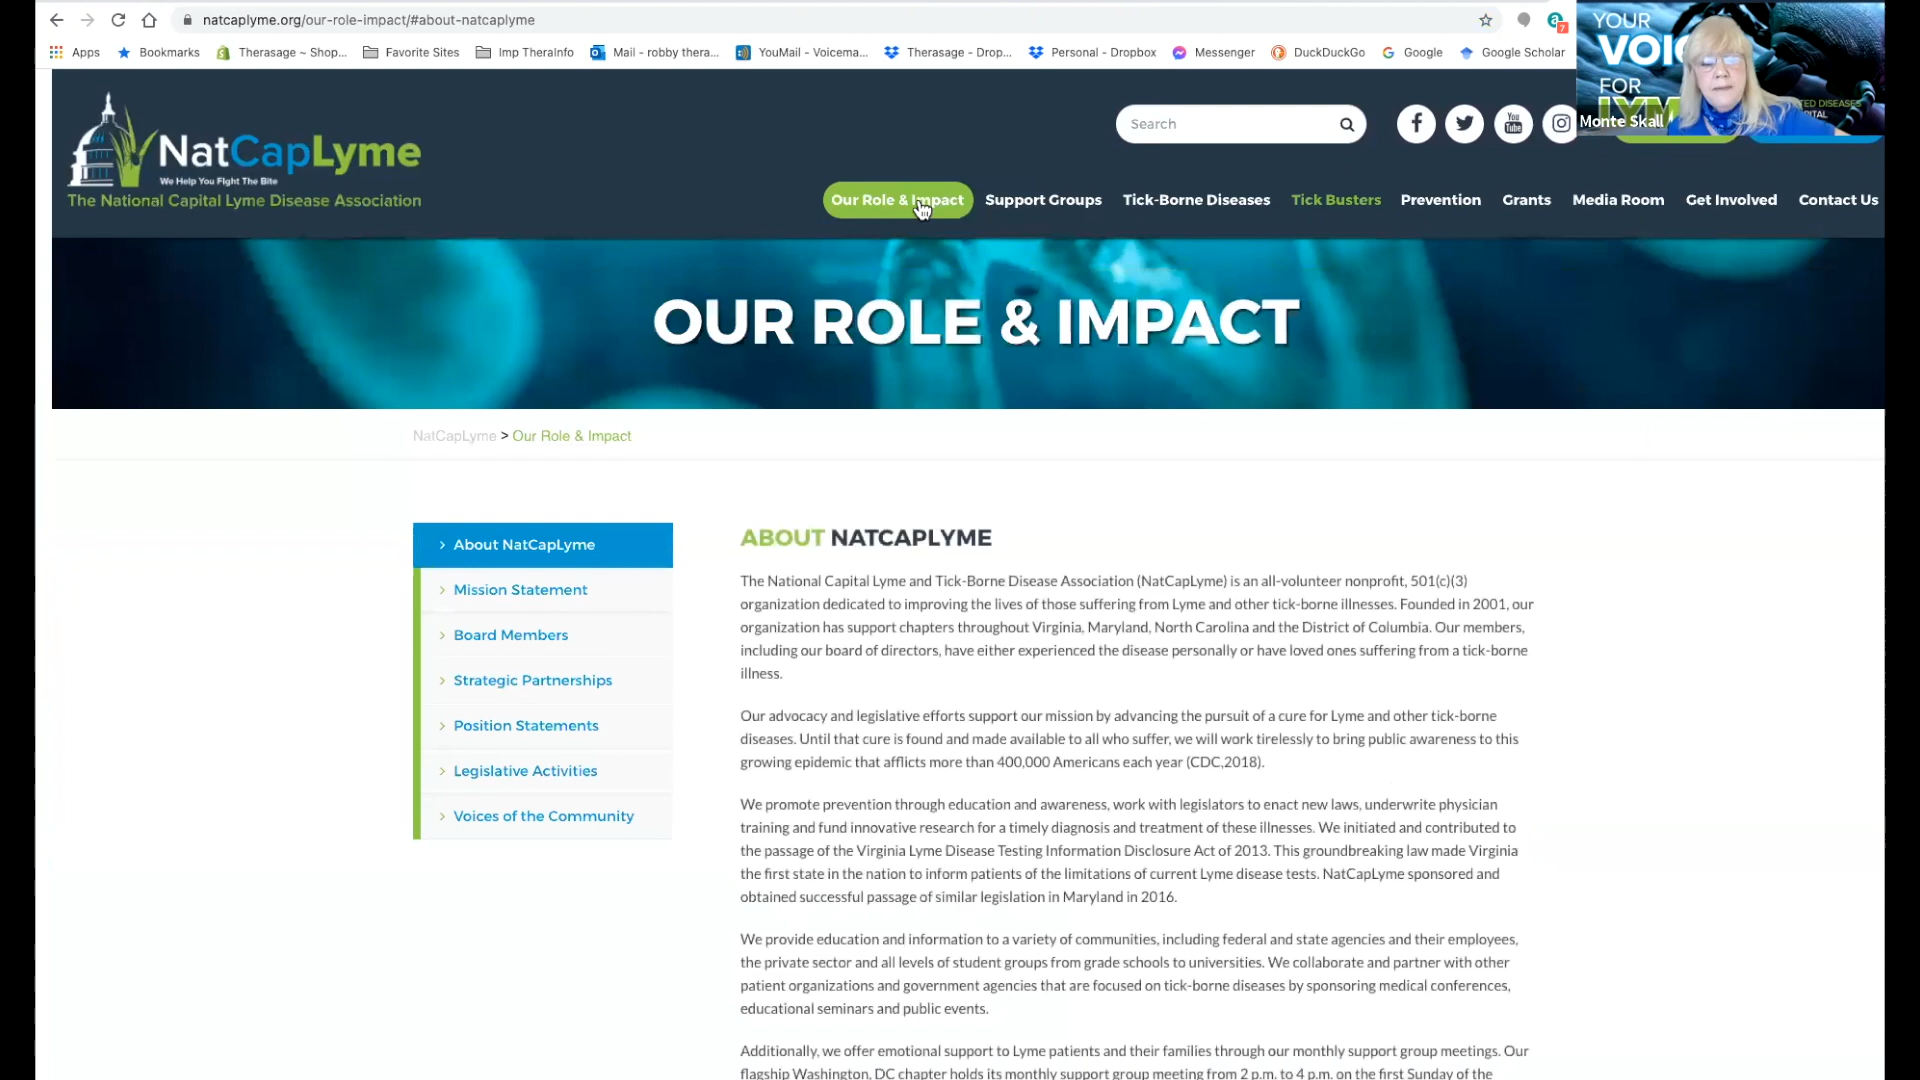 natcaplyme.org/our-role-impact/#about-natcaplyme
7
Apps Bookmarks Therasage ~ Shop... Favorite Sites Imp TheraInfo Mail - robby thera... YouMail - Voicema... Therasage - Drop... Personal - Dropbox Messenger DuckDuckGo Google Google Scholar
YOUR
FOR
Monte Skall
NatCapLyme
We Help You Fight The Bite
The National Capital Lyme Disease Association
Search
You Tube
Our Role & Impact Support Groups Tick-Borne Diseases Tick Busters Prevention Grants Media Room Get Involved Contact Us
OUR ROLE & IMPACT
NatCapLyme > Our Role & Impact
> About NatCapLyme
> Mission Statement
> Board Members
> Strategic Partnerships
> Position Statements
> Legislative Activities
> Voices of the Community
ABOUT NATCAPLYME
The National Capital Lyme and Tick-Borne Disease Association (NatCapLyme) is an all-volunteer nonprofit, 501(c)(3)
organization dedicated to improving the lives of those suffering from Lyme and other tick-borne illnesses. Founded in 2001, our
organization has support chapters throughout Virginia, Maryland, North Carolina and the District of Columbia. Our members,
including our board of directors, have either experienced the disease personally or have loved ones suffering from a tick-borne
illness.
Our advocacy and legislative efforts support our mission by advancing the pursuit of a cure for Lyme and other tick-borne
diseases. Until that cure is found and made available to all who suffer, we will work tirelessly to bring public awareness to this
growing epidemic that afflicts more than 400,000 Americans each year (CDC,2018).
We promote prevention through education and awareness, work with legislators to enact new laws, underwrite physician
training and fund innovative research for a timely diagnosis and treatment of these illnesses. We initiated and contributed to
the passage of the Virginia Lyme Disease Testing Information Disclosure Act of 2013. This groundbreaking law made Virginia
the first state in the nation to inform patients of the limitations of current Lyme disease tests. NatCapLyme sponsored and
obtained successful passage of similar legislation in Maryland in 2016.
We provide education and information to a variety of communities, including federal and state agencies and their employees,
the private sector and all levels of student groups from grade schools to universities. We collaborate and partner with other
patient organizations and government agencies that are focused on tick-borne diseases by sponsoring medical conferences,
educational seminars and public events.
Additionally, we offer emotional support to Lyme patients and their families through our monthly support group meetings. Our
flagship Washington, DC chapter holds its monthly support group meeting from 2 p.m. to 4 p.m. on the first Sunday of the